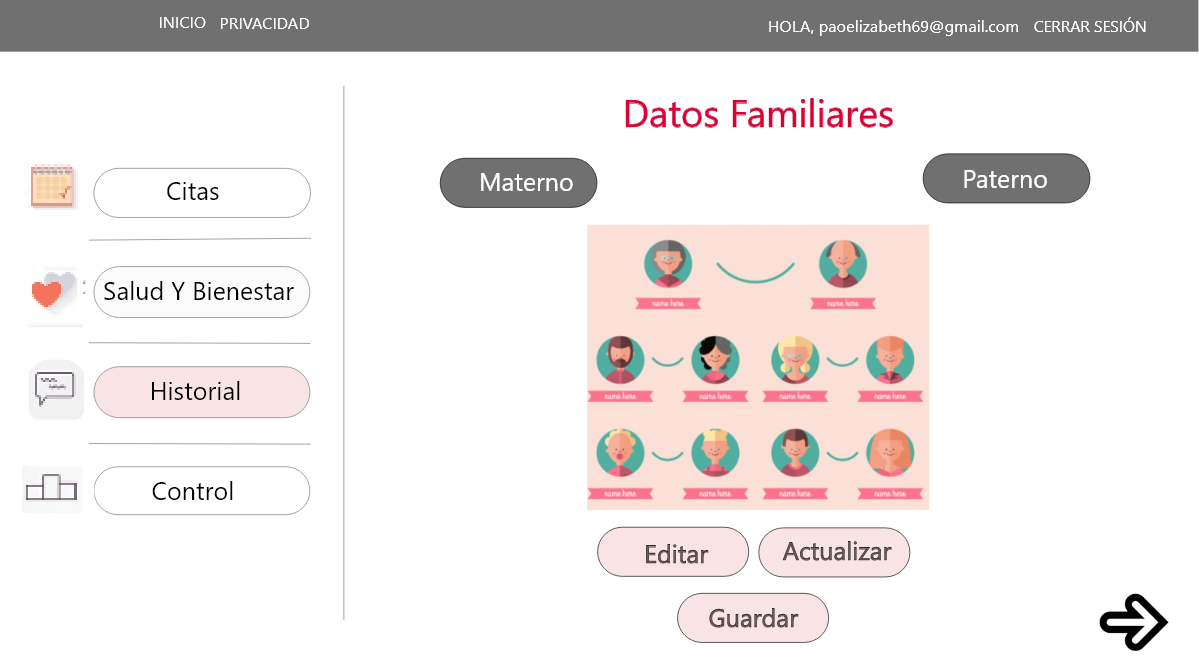 INICIO PRIVACIDAD HOLA, paoelizabeth69@gmail.com CERRAR SESIÓN
Datos Familiares
Materno Paterno
Citas
Salud Y Bienestar
Historial
Control
name here name here
name here name here name here name here
name here name here name here name here
Editar Actualizar
Guardar